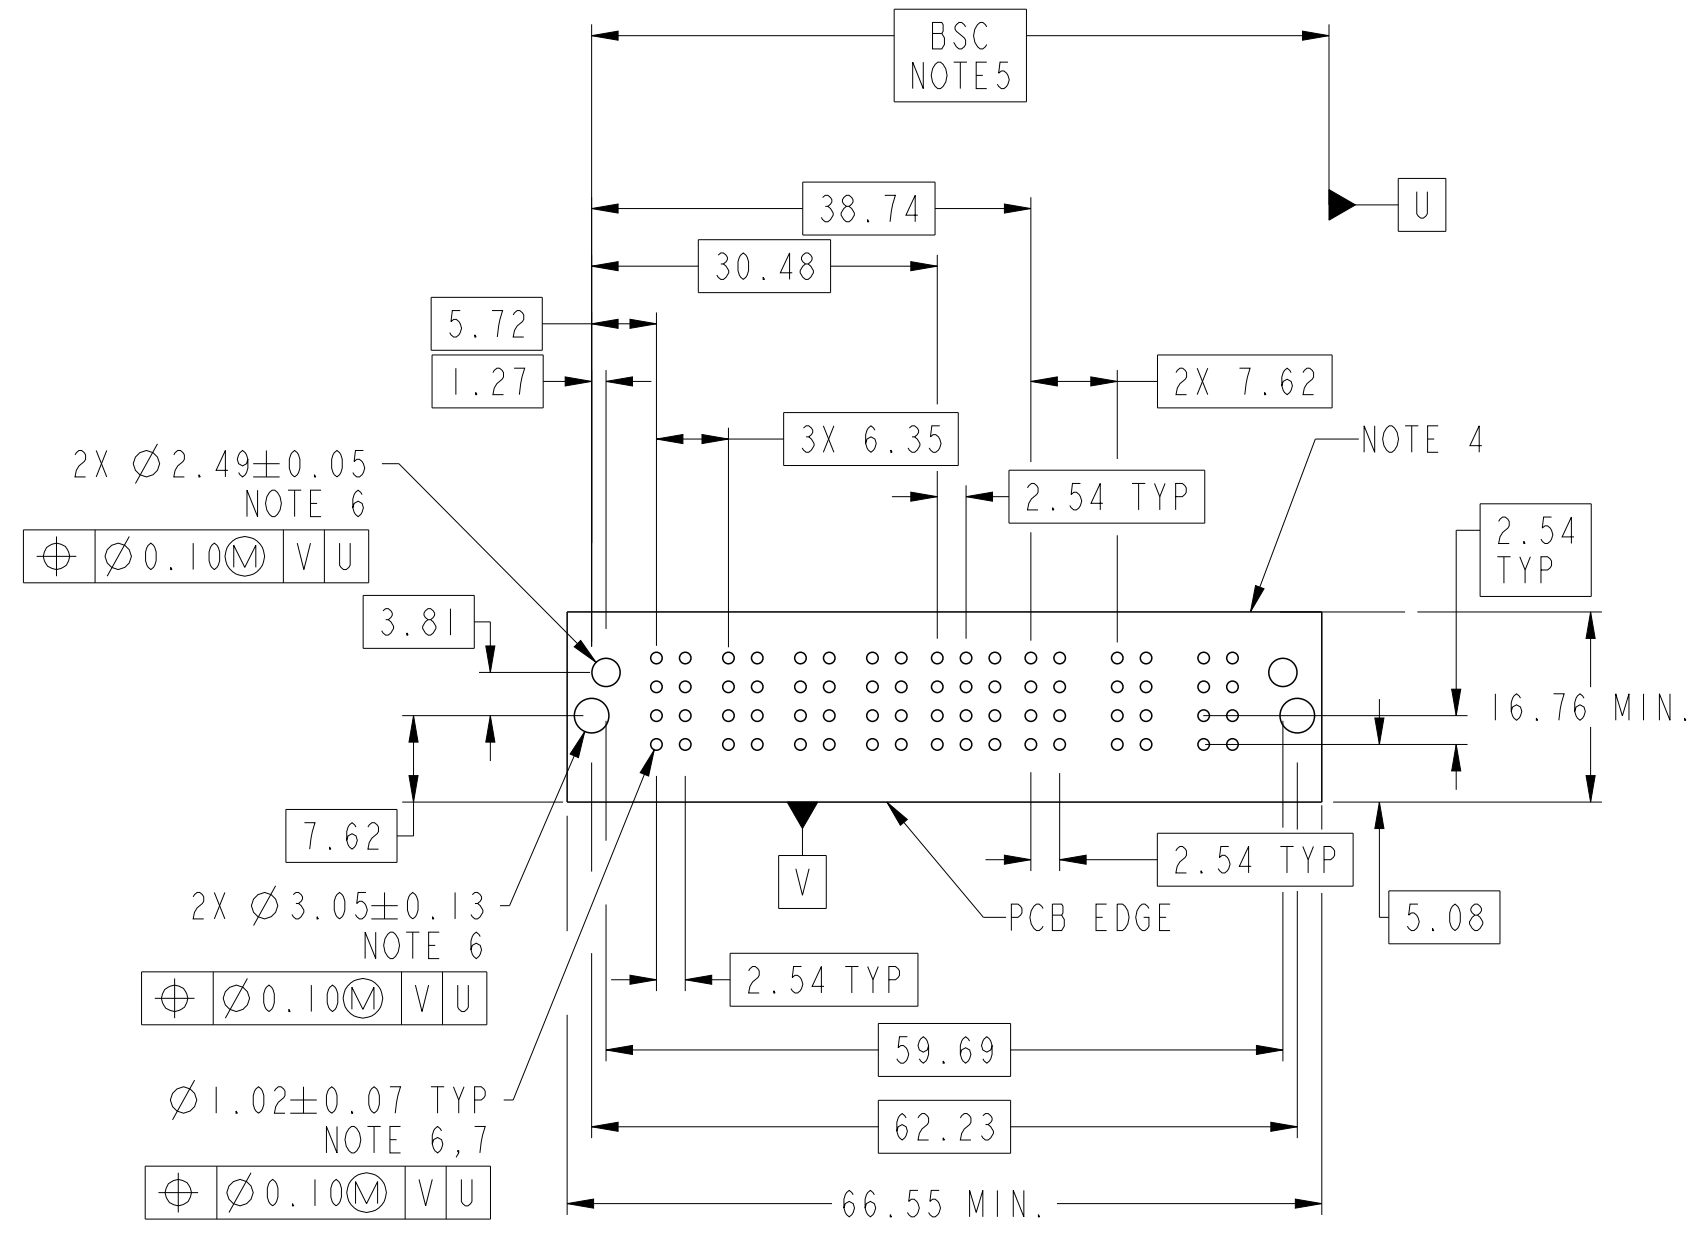 BSC
NOTE5
38.74
U
30.48
5.72
1.27
2X 7.62
3X 6.35
NOTE 4
2X ⌀2.49±0.05
NOTE 6
2.54 TYP
2.54
TYP
⌖ ⌀0.10Ⓜ V U
3.81
16.76 MIN.
7.62
2.54 TYP
V
2X ⌀3.05±0.13
NOTE 6
PCB EDGE
5.08
⌖ ⌀0.10Ⓜ V U
2.54 TYP
59.69
⌀1.02±0.07 TYP
NOTE 6,7
62.23
⌖ ⌀0.10Ⓜ V U
66.55 MIN.